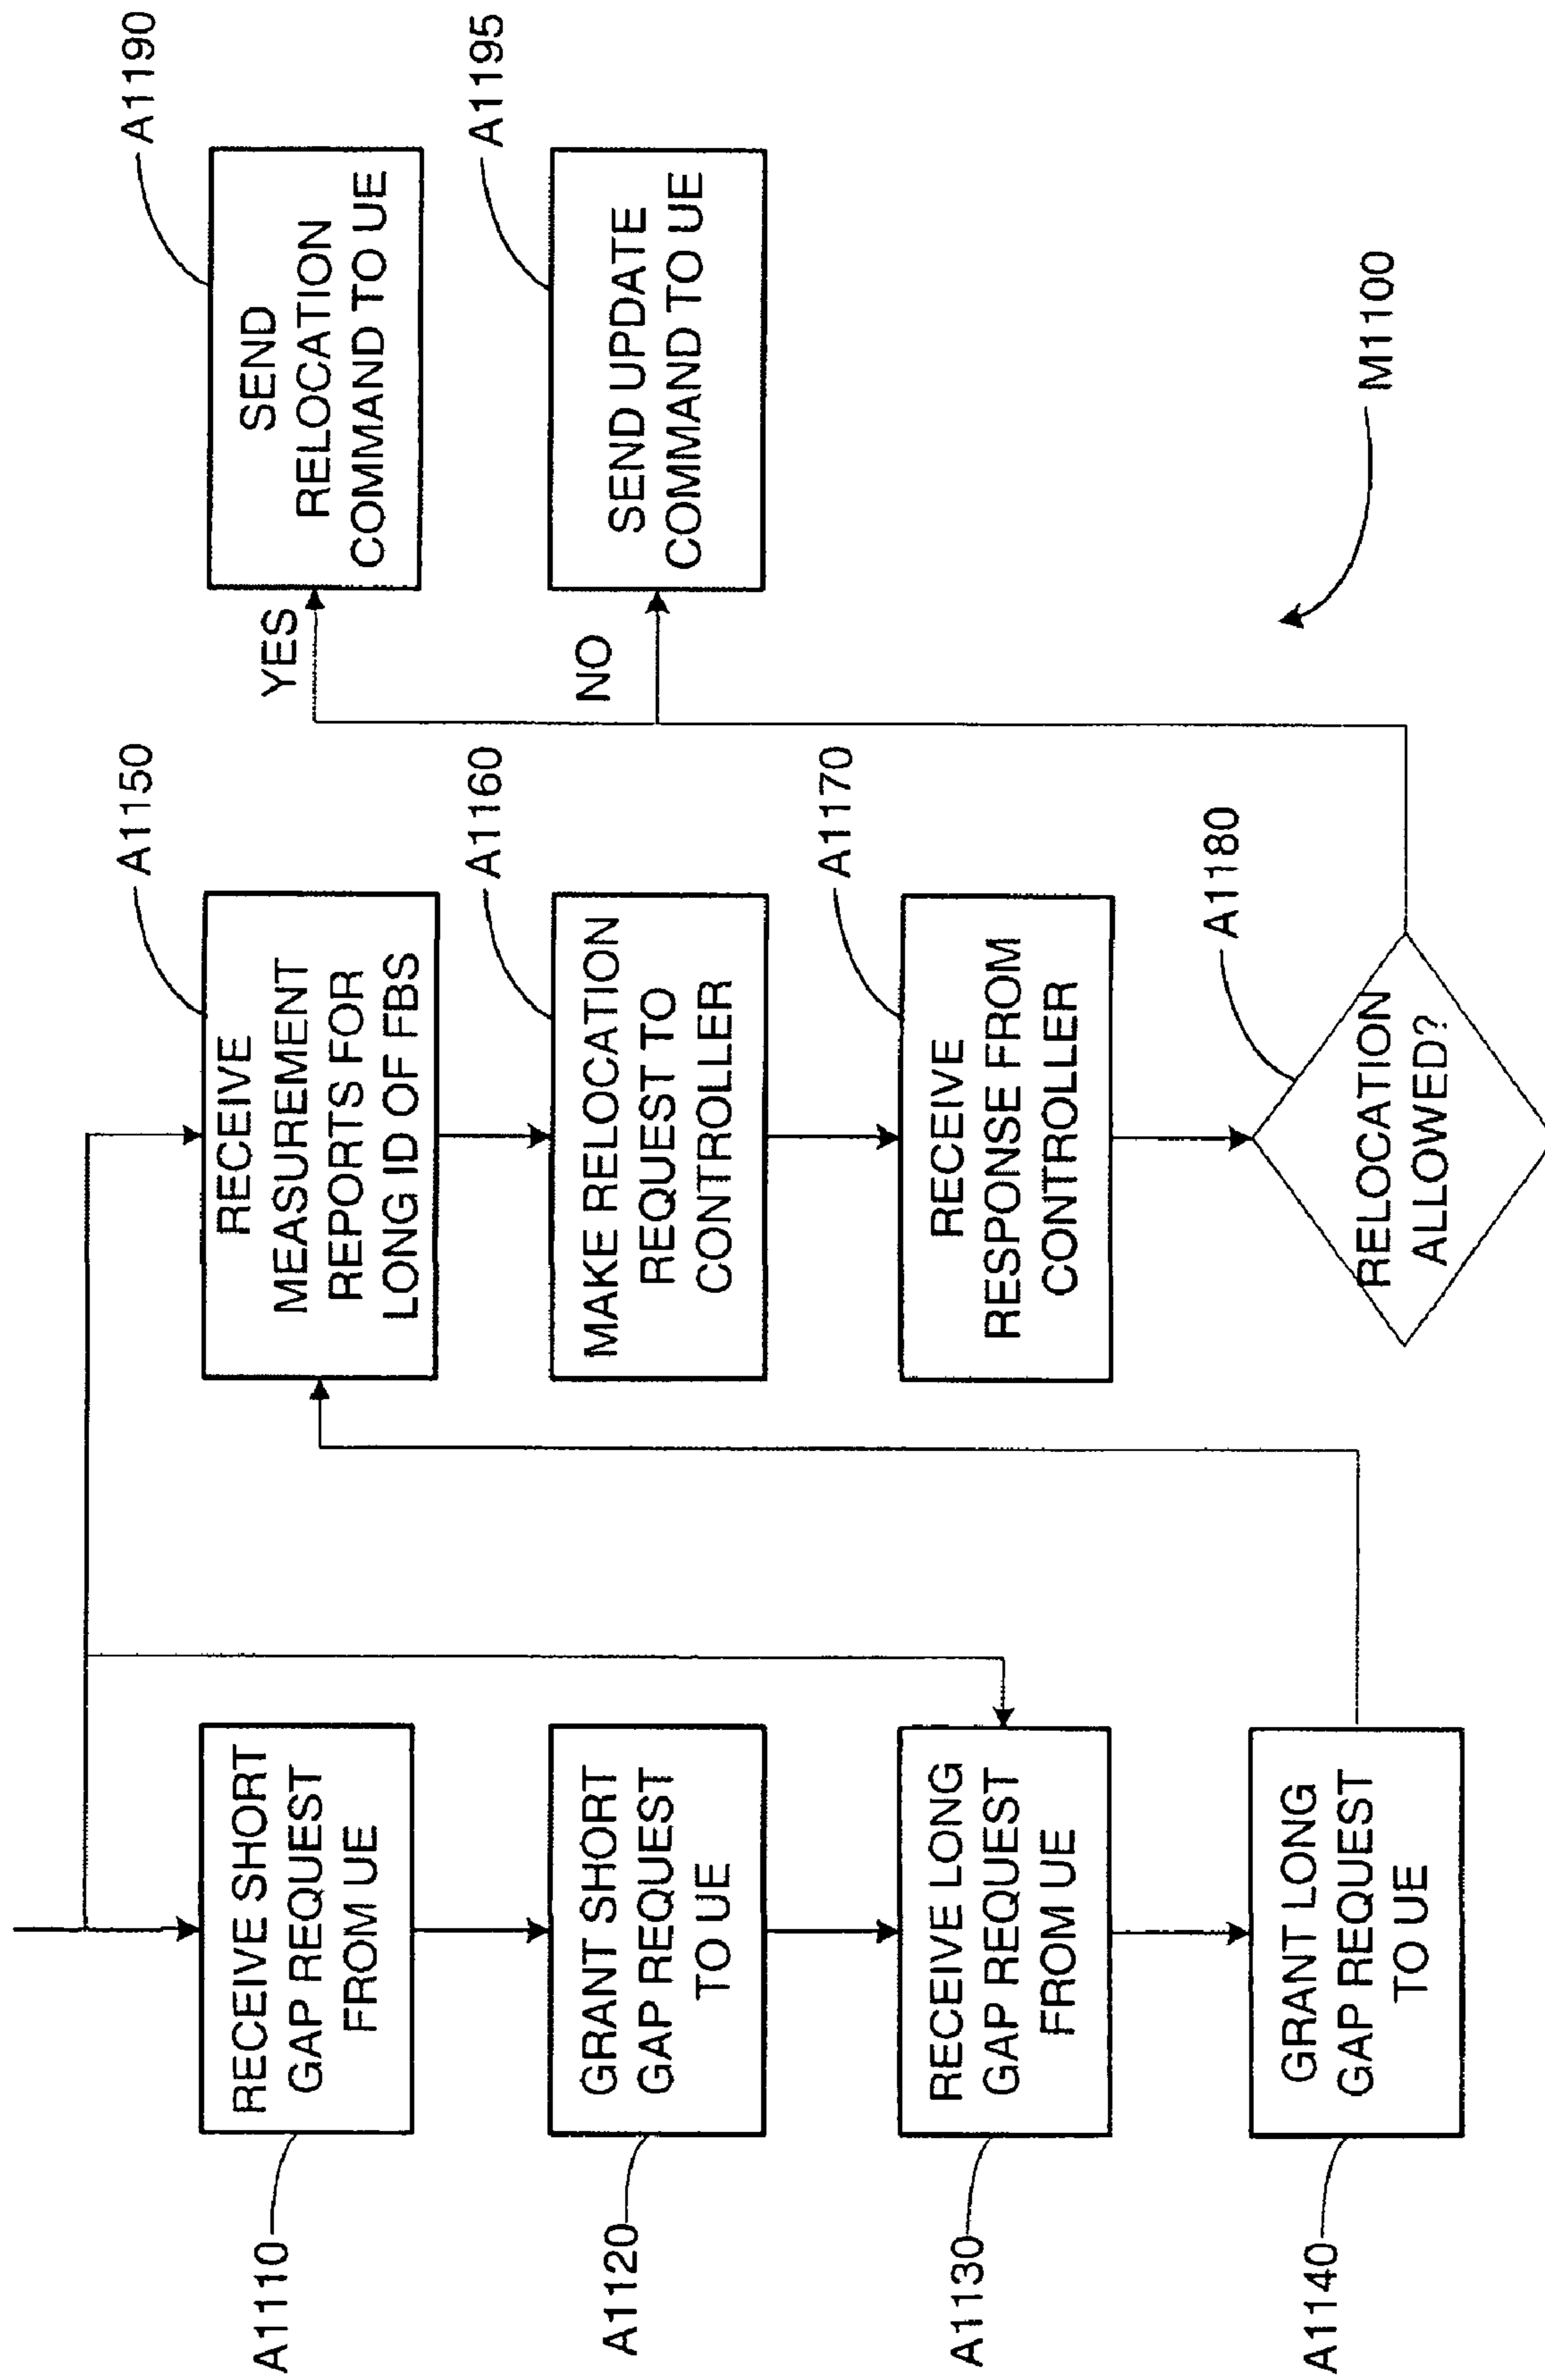 A1110
RECEIVE SHORT
GAP REQUEST
FROM UE
A1120
GRANT SHORT
GAP REQUEST
TO UE
A1130
RECEIVE LONG
GAP REQUEST
FROM UE
A1140
GRANT LONG
GAP REQUEST
TO UE
A1150
RECEIVE
MEASUREMENT
REPORTS FOR
LONG ID OF FBS
A1160
MAKE RELOCATION
REQUEST TO
CONTROLLER
A1170
RECEIVE
RESPONSE FROM
CONTROLLER
A1180
RELOCATION
ALLOWED?
YES
A1190
SEND
RELOCATION
COMMAND TO UE
NO
A1195
SEND UPDATE
COMMAND TO UE
M1100